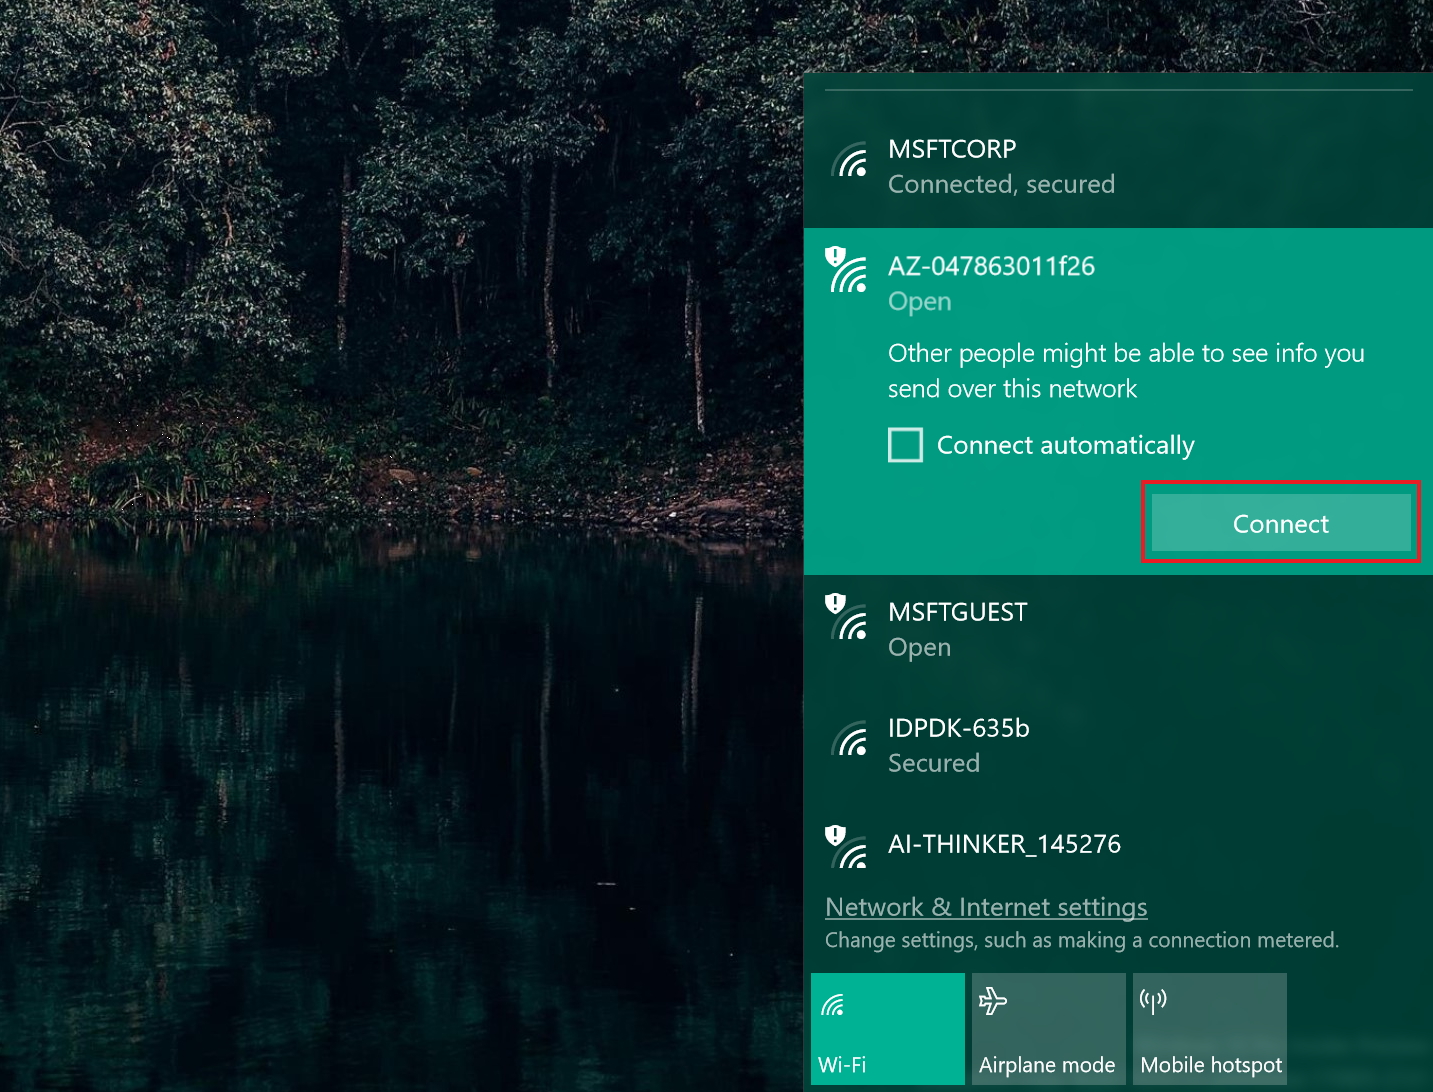 MSFTCORP
Connected, secured
AZ-047863011f26
Open
Other people might be able to see info you
send over this network
Connect automatically
Connect
MSFTGUEST
Open
IDPDK-635b
Secured
AI-THINKER_145276
Network & Internet settings
Change settings, such as making a connection metered.
Wi-Fi
Airplane mode
Mobile hotspot